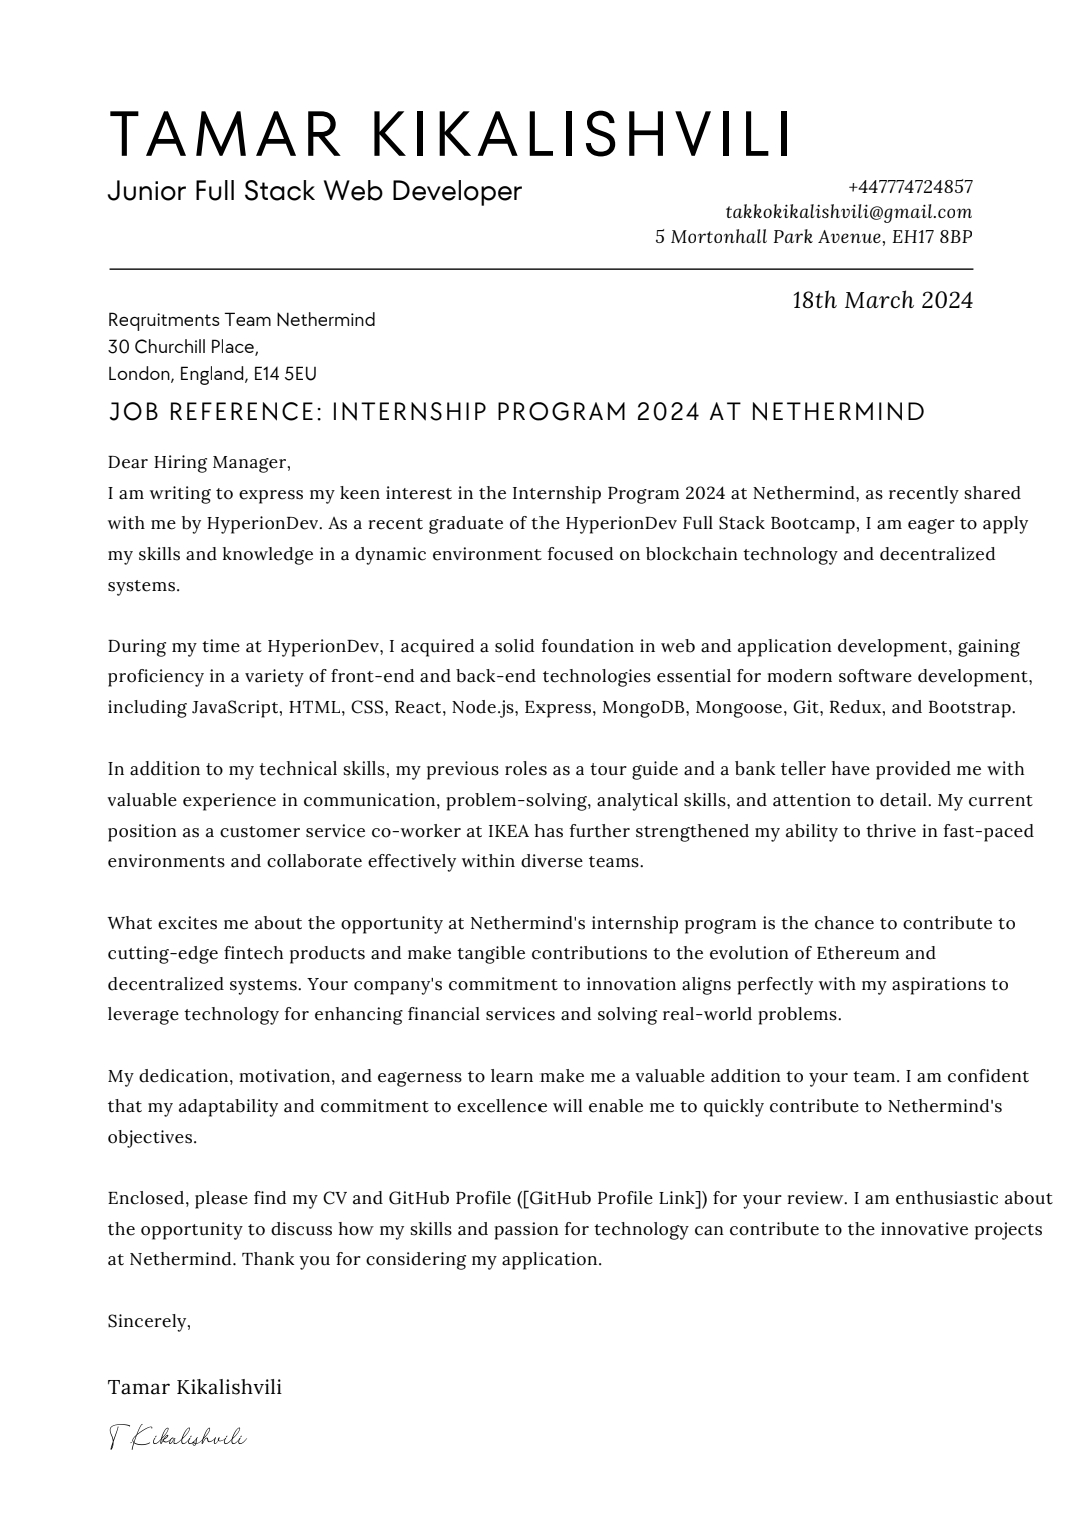 TAMAR KIKALISHVILI
Junior Full Stack Web Developer
+447774724857
takkokikalishvili@gmail.com
5 Mortonhall Park Avenue, EH17 8BP
18th March 2024
Reqruitments Team Nethermind
30 Churchill Place,
London, England, E14 5EU
JOB REFERENCE: INTERNSHIP PROGRAM 2024 AT NETHERMIND
Dear Hiring Manager,
I am writing to express my keen interest in the Internship Program 2024 at Nethermind, as recently shared
with me by HyperionDev. As a recent graduate of the HyperionDev Full Stack Bootcamp, I am eager to apply
my skills and knowledge in a dynamic environment focused on blockchain technology and decentralized
systems.
During my time at HyperionDev, I acquired a solid foundation in web and application development, gaining
proficiency in a variety of front-end and back-end technologies essential for modern software development,
including JavaScript, HTML, CSS, React, Node.js, Express, MongoDB, Mongoose, Git, Redux, and Bootstrap.
In addition to my technical skills, my previous roles as a tour guide and a bank teller have provided me with
valuable experience in communication, problem-solving, analytical skills, and attention to detail. My current
position as a customer service co-worker at IKEA has further strengthened my ability to thrive in fast-paced
environments and collaborate effectively within diverse teams.
What excites me about the opportunity at Nethermind's internship program is the chance to contribute to
cutting-edge fintech products and make tangible contributions to the evolution of Ethereum and
decentralized systems. Your company's commitment to innovation aligns perfectly with my aspirations to
leverage technology for enhancing financial services and solving real-world problems.
My dedication, motivation, and eagerness to learn make me a valuable addition to your team. I am confident
that my adaptability and commitment to excellence will enable me to quickly contribute to Nethermind's
objectives.
Enclosed, please find my CV and GitHub Profile ([GitHub Profile Link]) for your review. I am enthusiastic about
the opportunity to discuss how my skills and passion for technology can contribute to the innovative projects
at Nethermind. Thank you for considering my application.
Sincerely,
Tamar Kikalishvili
T Kikalishvili